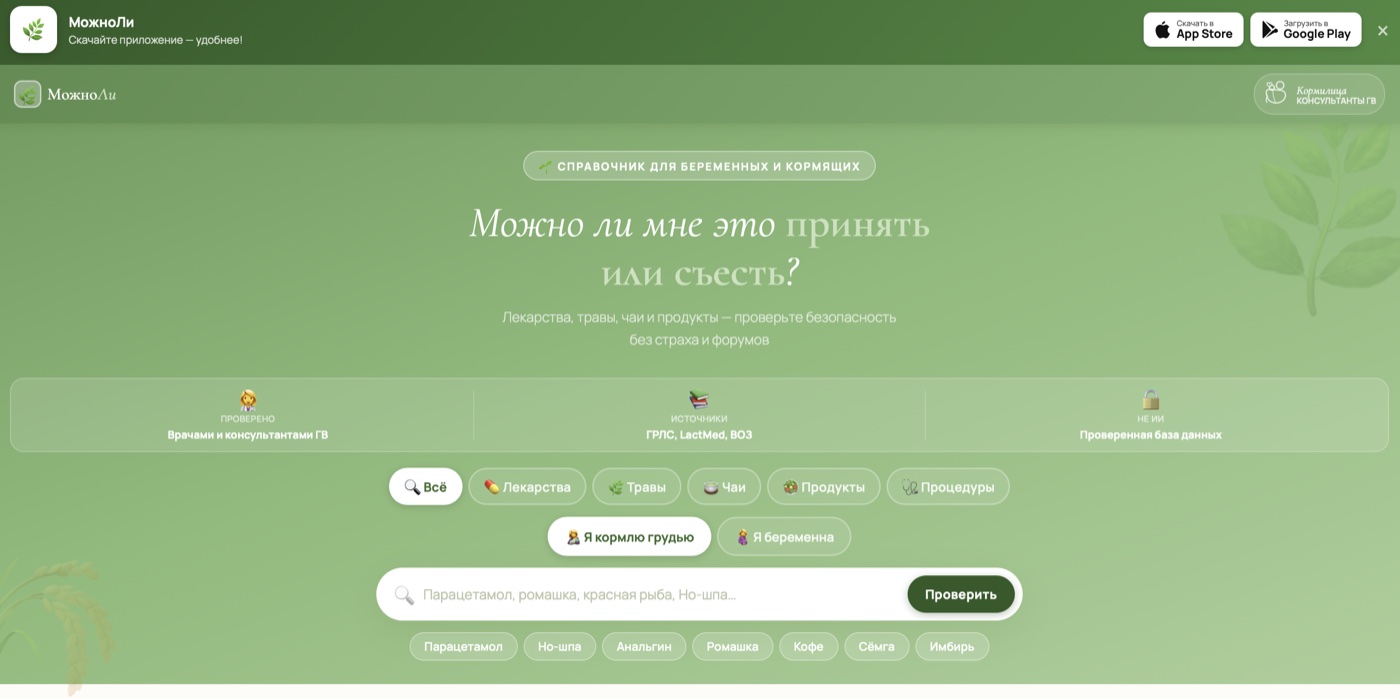 МожноЛи
Скачайте приложение — удобнее!
Скачать в
App Store
Загрузить в
Google Play
×
МожноЛи
Кормилица
КОНСУЛЬТАНТЫ ГВ
СПРАВОЧНИК ДЛЯ БЕРЕМЕННЫХ И КОРМЯЩИХ
Можно ли мне это принять
или съесть?
Лекарства, травы, чаи и продукты — проверьте безопасность
без страха и форумов
ПРОВЕРЕНО
Врачами и консультантами ГВ
ИСТОЧНИКИ
ГРЛС, LactMed, ВОЗ
НЕ ИИ
Проверенная база данных
Всё
Лекарства
Травы
Чаи
Продукты
Процедуры
Я кормлю грудью
Я беременна
Парацетамол, ромашка, красная рыба, Но-шпа...
Проверить
Парацетамол
Но-шпа
Анальгин
Ромашка
Кофе
Сёмга
Имбирь